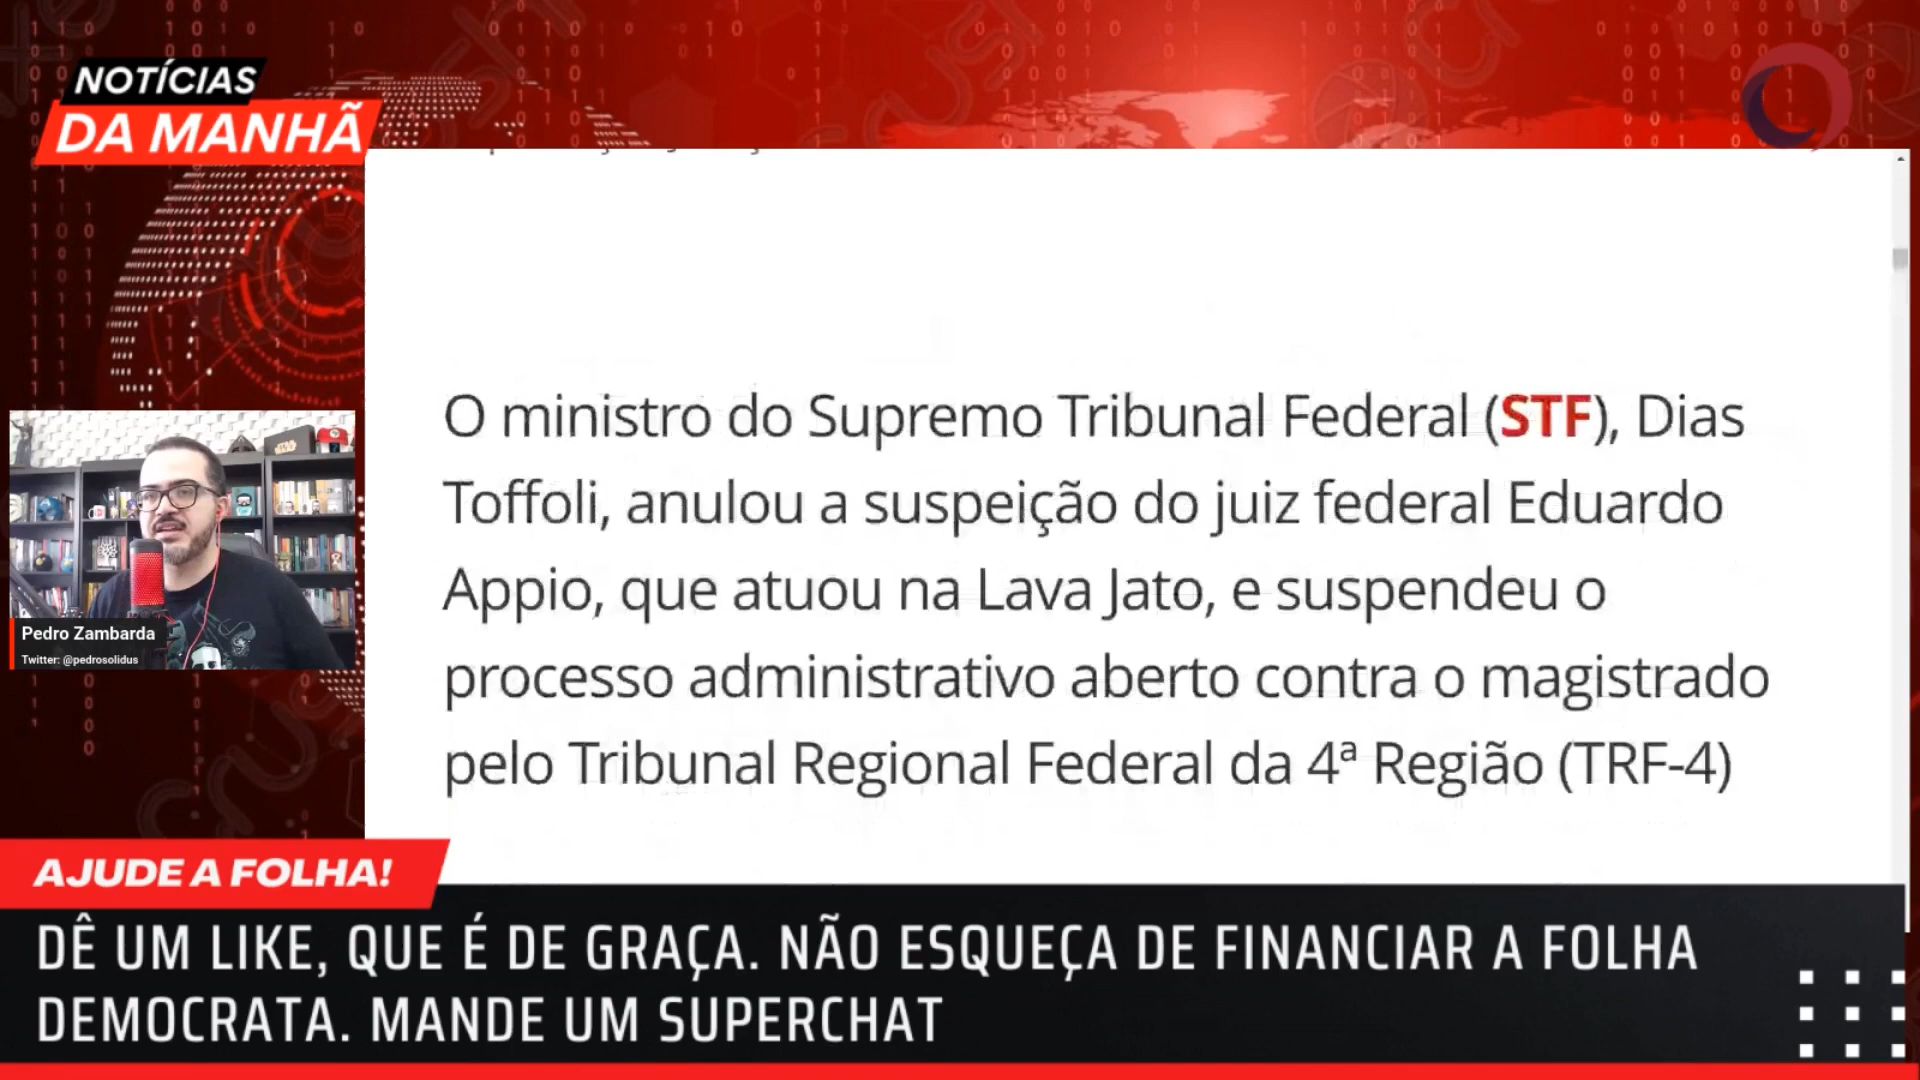 NOTÍCIAS
DA MANHÃ
O ministro do Supremo Tribunal Federal (STF), Dias
Toffoli, anulou a suspeição do juiz federal Eduardo
Appio, que atuou na Lava Jato, e suspendeu o
processo administrativo aberto contra o magistrado
pelo Tribunal Regional Federal da 4ª Região (TRF-4)
Pedro Zambarda
Twitter: @pedrosolidus
AJUDE A FOLHA!
DÊ UM LIKE, QUE É DE GRAÇA. NÃO ESQUEÇA DE FINANCIAR A FOLHA
DEMOCRATA. MANDE UM SUPERCHAT